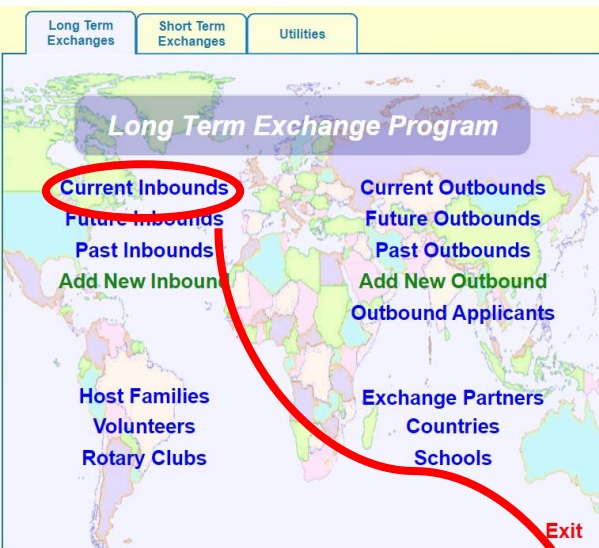 Long Term
Exchanges
Short Term
Exchanges
Utilities
Long Term Exchange Program
Current Inbounds
Future Inbounds
Past Inbounds
Add New Inbound
Current Outbounds
Future Outbounds
Past Outbounds
Add New Outbound
Outbound Applicants
Host Families
Volunteers
Rotary Clubs
Exchange Partners
Countries
Schools
Exit